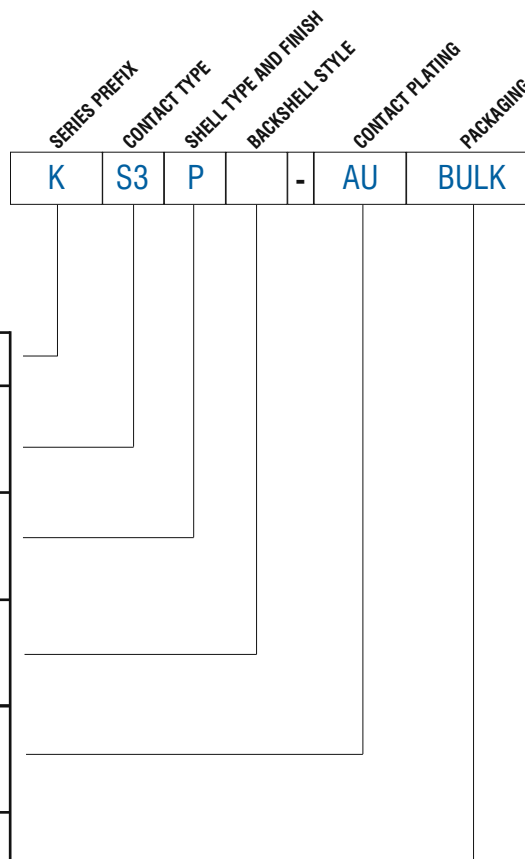 SERIES PREFIX
CONTACT TYPE
SHELL TYPE AND FINISH
BACKSHELL STYLE
CONTACT PLATING
PACKAGING
K S3 P - AU BULK